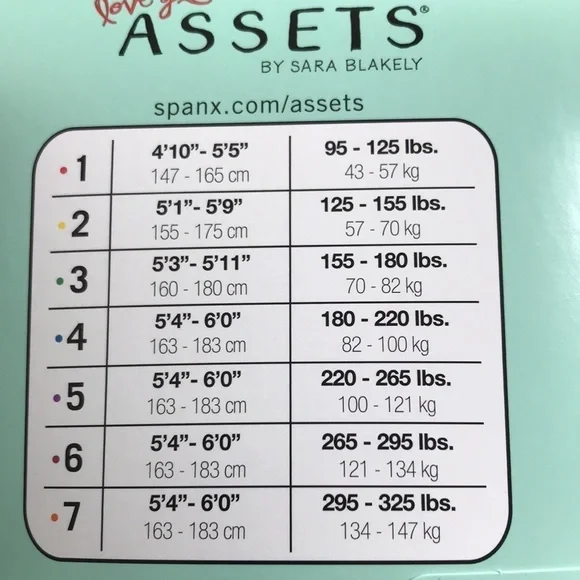 love your
ASSETS®
BY SARA BLAKELY
spanx.com/assets
1 4'10"- 5'5" 95 - 125 lbs.
147 - 165 cm 43 - 57 kg
2 5'1"- 5'9" 125 - 155 lbs.
155 - 175 cm 57 - 70 kg
3 5'3"- 5'11" 155 - 180 lbs.
160 - 180 cm 70 - 82 kg
4 5'4"- 6'0" 180 - 220 lbs.
163 - 183 cm 82 - 100 kg
5 5'4"- 6'0" 220 - 265 lbs.
163 - 183 cm 100 - 121 kg
6 5'4"- 6'0" 265 - 295 lbs.
163 - 183 cm 121 - 134 kg
7 5'4"- 6'0" 295 - 325 lbs.
163 - 183 cm 134 - 147 kg